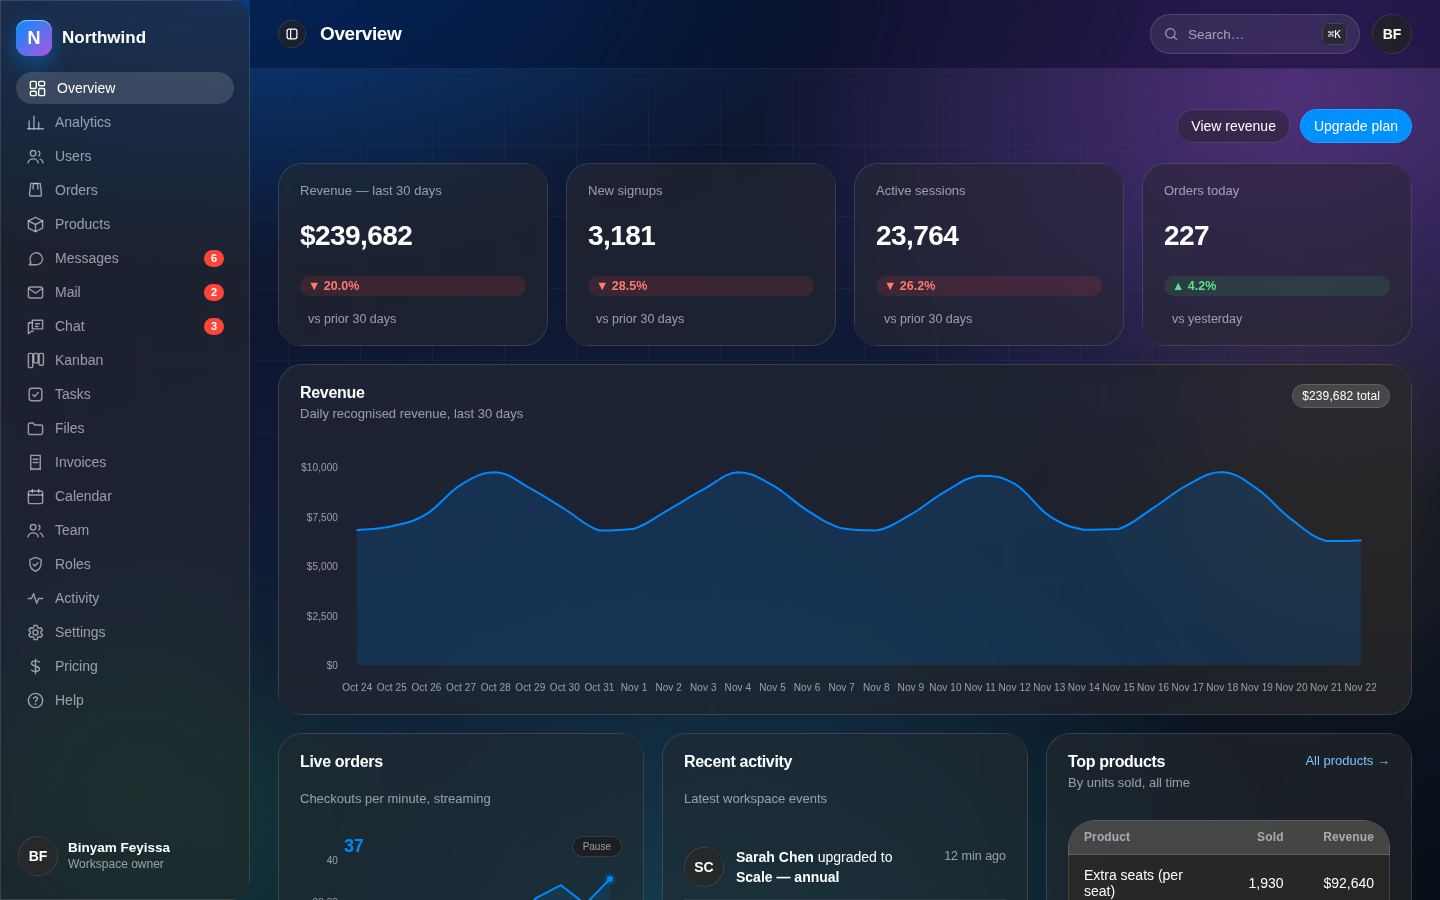 N Northwind
Overview
Analytics
Users
Orders
Products
Messages 6
Mail 2
Chat 3
Kanban
Tasks
Files
Invoices
Calendar
Team
Roles
Activity
Settings
Pricing
Help
BF Binyam Feyissa
Workspace owner
Overview
Search… ⌘K BF
View revenue Upgrade plan
Revenue — last 30 days
$239,682
▼ 20.0%
vs prior 30 days
New signups
3,181
▼ 28.5%
vs prior 30 days
Active sessions
23,764
▼ 26.2%
vs prior 30 days
Orders today
227
▲ 4.2%
vs yesterday
Revenue
Daily recognised revenue, last 30 days
$239,682 total
$10,000
$7,500
$5,000
$2,500
$0
Oct 24 Oct 25 Oct 26 Oct 27 Oct 28 Oct 29 Oct 30 Oct 31 Nov 1 Nov 2 Nov 3 Nov 4 Nov 5 Nov 6 Nov 7 Nov 8 Nov 9 Nov 10 Nov 11 Nov 12 Nov 13 Nov 14 Nov 15 Nov 16 Nov 17 Nov 18 Nov 19 Nov 20 Nov 21 Nov 22
Live orders
Checkouts per minute, streaming
37 Pause
40
Recent activity
Latest workspace events
SC Sarah Chen upgraded to 12 min ago
Scale — annual
Top products All products →
By units sold, all time
Product Sold Revenue
Extra seats (per
seat) 1,930 $92,640